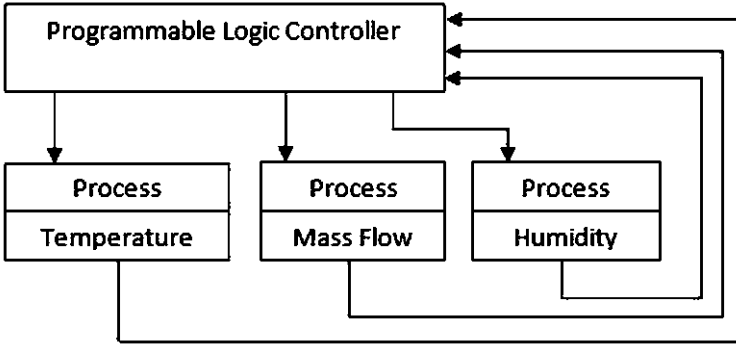 Programmable Logic Controller
Process
Temperature
Process
Mass Flow
Process
Humidity